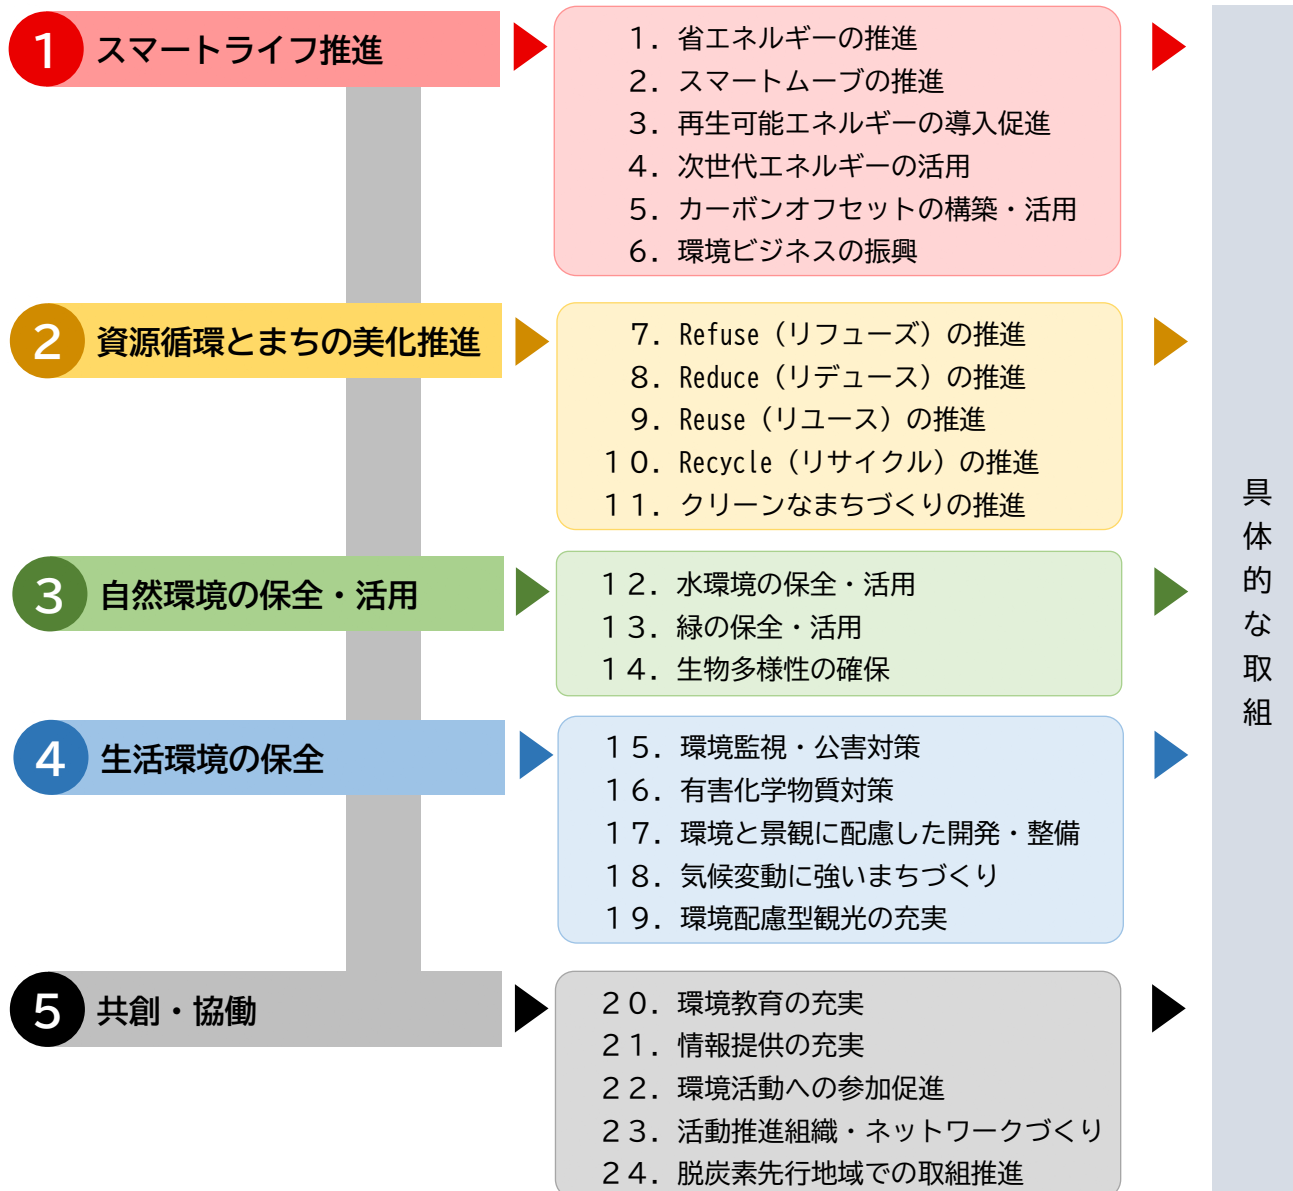 1 スマートライフ推進
１．省エネルギーの推進
２．スマートムーブの推進
３．再生可能エネルギーの導入促進
４．次世代エネルギーの活用
５．カーボンオフセットの構築・活用
６．環境ビジネスの振興
2 資源循環とまちの美化推進
７．Refuse（リフューズ）の推進
８．Reduce（リデュース）の推進
９．Reuse（リユース）の推進
１０．Recycle（リサイクル）の推進
１１．クリーンなまちづくりの推進
3 自然環境の保全・活用
１２．水環境の保全・活用
１３．緑の保全・活用
１４．生物多様性の確保
4 生活環境の保全
１５．環境監視・公害対策
１６．有害化学物質対策
１７．環境と景観に配慮した開発・整備
１８．気候変動に強いまちづくり
１９．環境配慮型観光の充実
5 共創・協働
２０．環境教育の充実
２１．情報提供の充実
２２．環境活動への参加促進
２３．活動推進組織・ネットワークづくり
２４．脱炭素先行地域での取組推進
具体的な取組